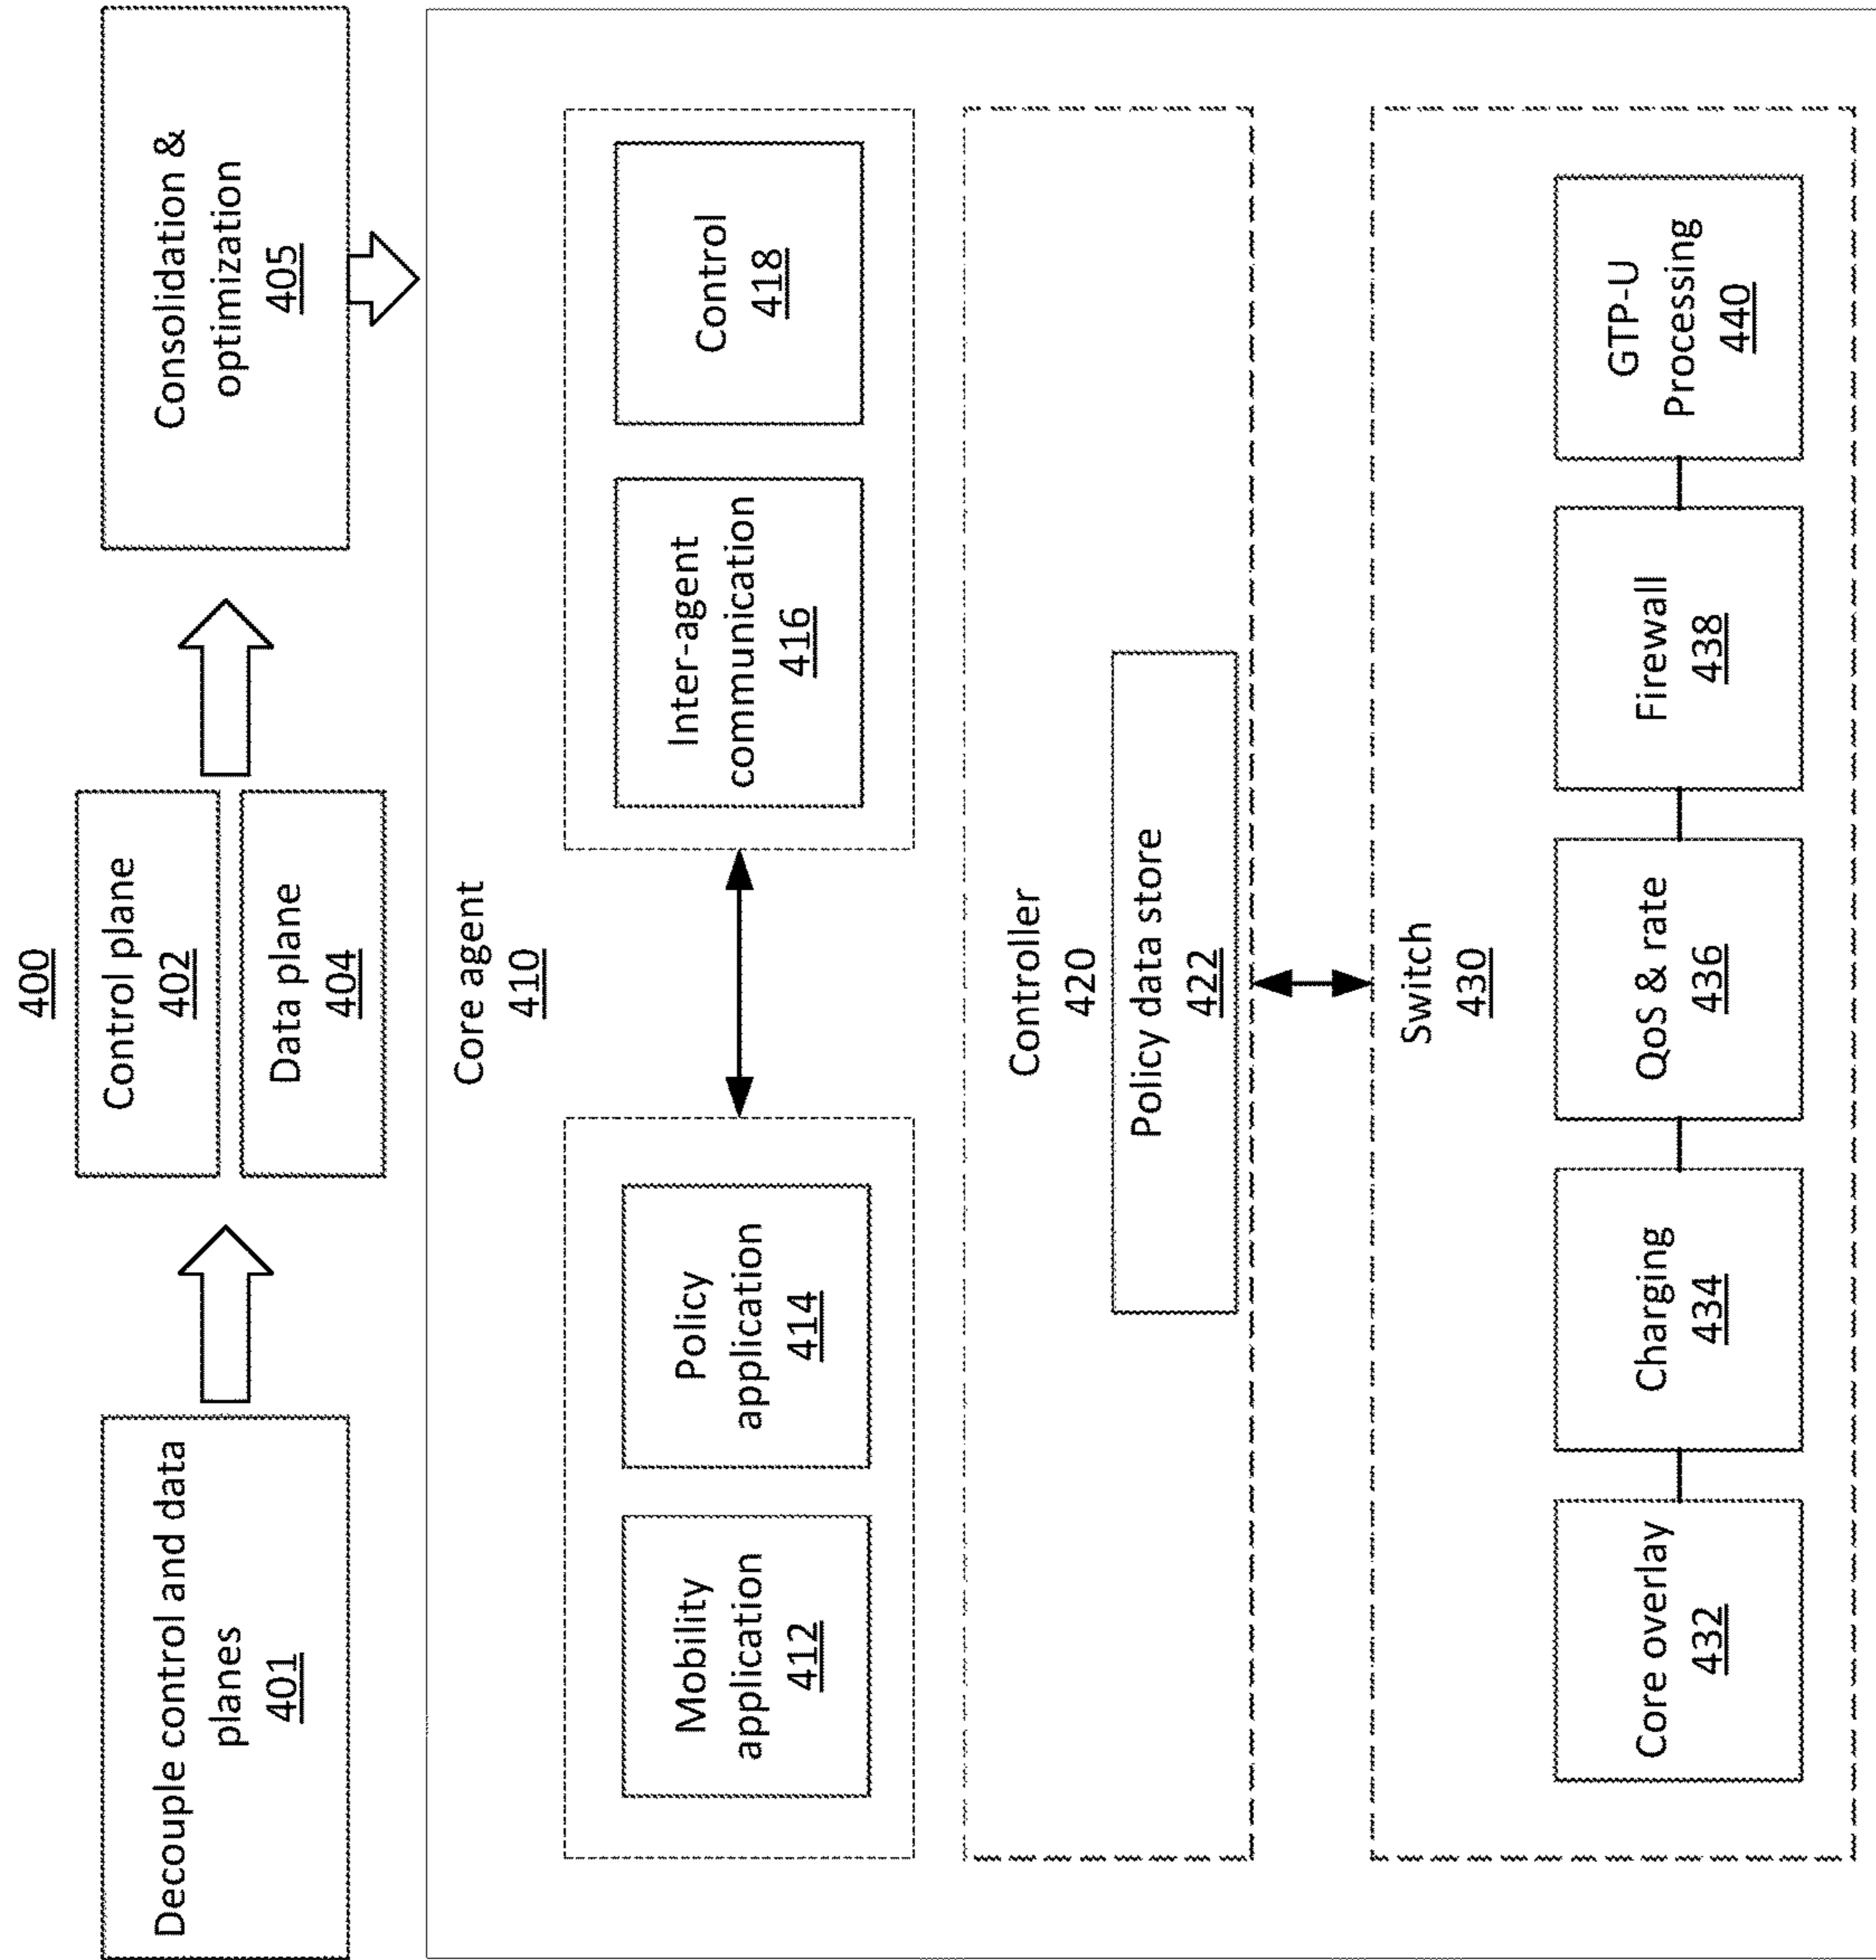 400
Decouple control and data
planes
401
Control plane
402
Data plane
404
Consolidation &
optimization
405
Core agent
410
Mobility
application
412
Policy
application
414
Inter-agent
communication
416
Control
418
Controller
420
Policy data store
422
Switch
430
Core overlay
432
Charging
434
QoS & rate
436
Firewall
438
GTP-U
Processing
440